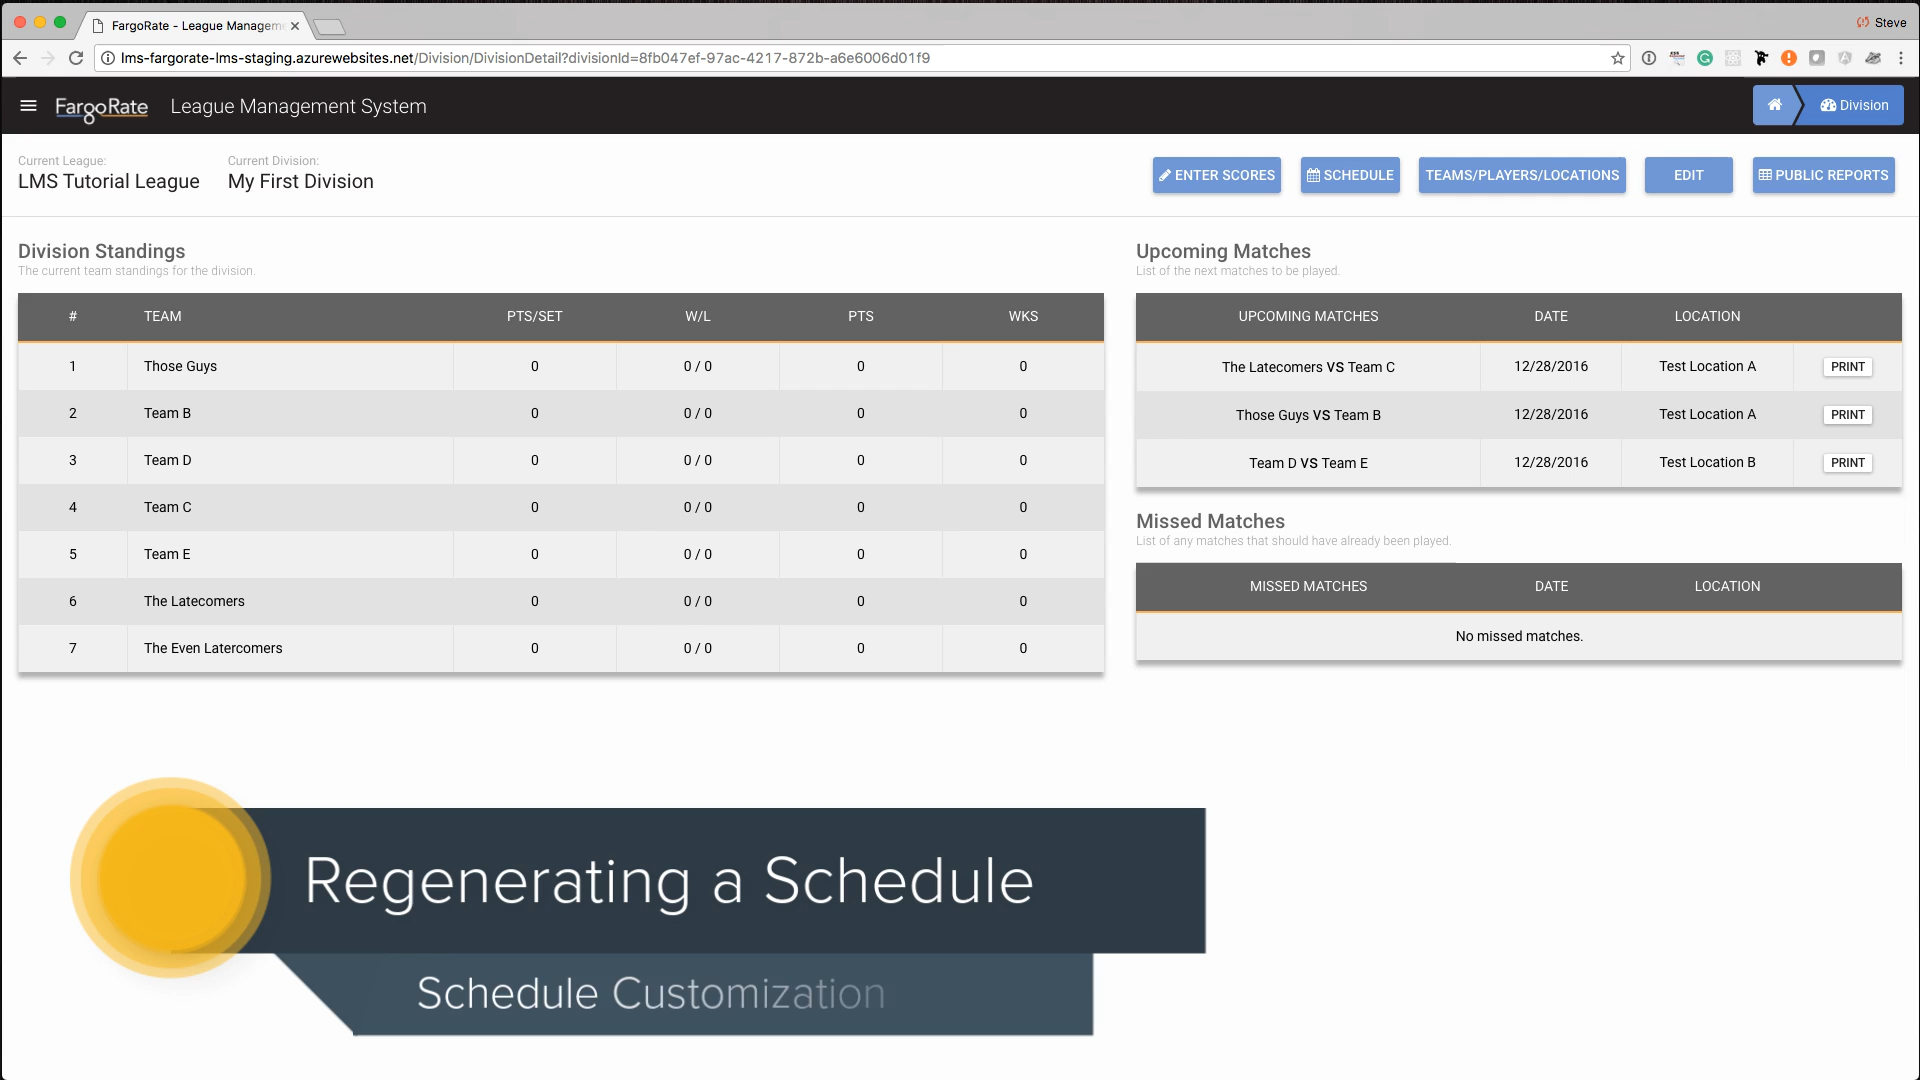 FargoRate - League Managem
Steve
lms-fargorate-lms-staging.azurewebsites.net/Division/DivisionDetail?divisionId=8fb047ef-97ac-4217-872b-a6e6006d01f9
FargoRate League Management System
Division
Current League:
LMS Tutorial League
Current Division:
My First Division
ENTER SCORES
SCHEDULE
TEAMS/PLAYERS/LOCATIONS
EDIT
PUBLIC REPORTS
Division Standings
The current team standings for the division.
# TEAM PTS/SET W/L PTS WKS
1 Those Guys 0 0 / 0 0 0
2 Team B 0 0 / 0 0 0
3 Team D 0 0 / 0 0 0
4 Team C 0 0 / 0 0 0
5 Team E 0 0 / 0 0 0
6 The Latecomers 0 0 / 0 0 0
7 The Even Latercomers 0 0 / 0 0 0
Upcoming Matches
List of the next matches to be played.
UPCOMING MATCHES DATE LOCATION
The Latecomers VS Team C 12/28/2016 Test Location A PRINT
Those Guys VS Team B 12/28/2016 Test Location A PRINT
Team D VS Team E 12/28/2016 Test Location B PRINT
Missed Matches
List of any matches that should have already been played.
MISSED MATCHES DATE LOCATION
No missed matches.
Regenerating a Schedule
Schedule Customization